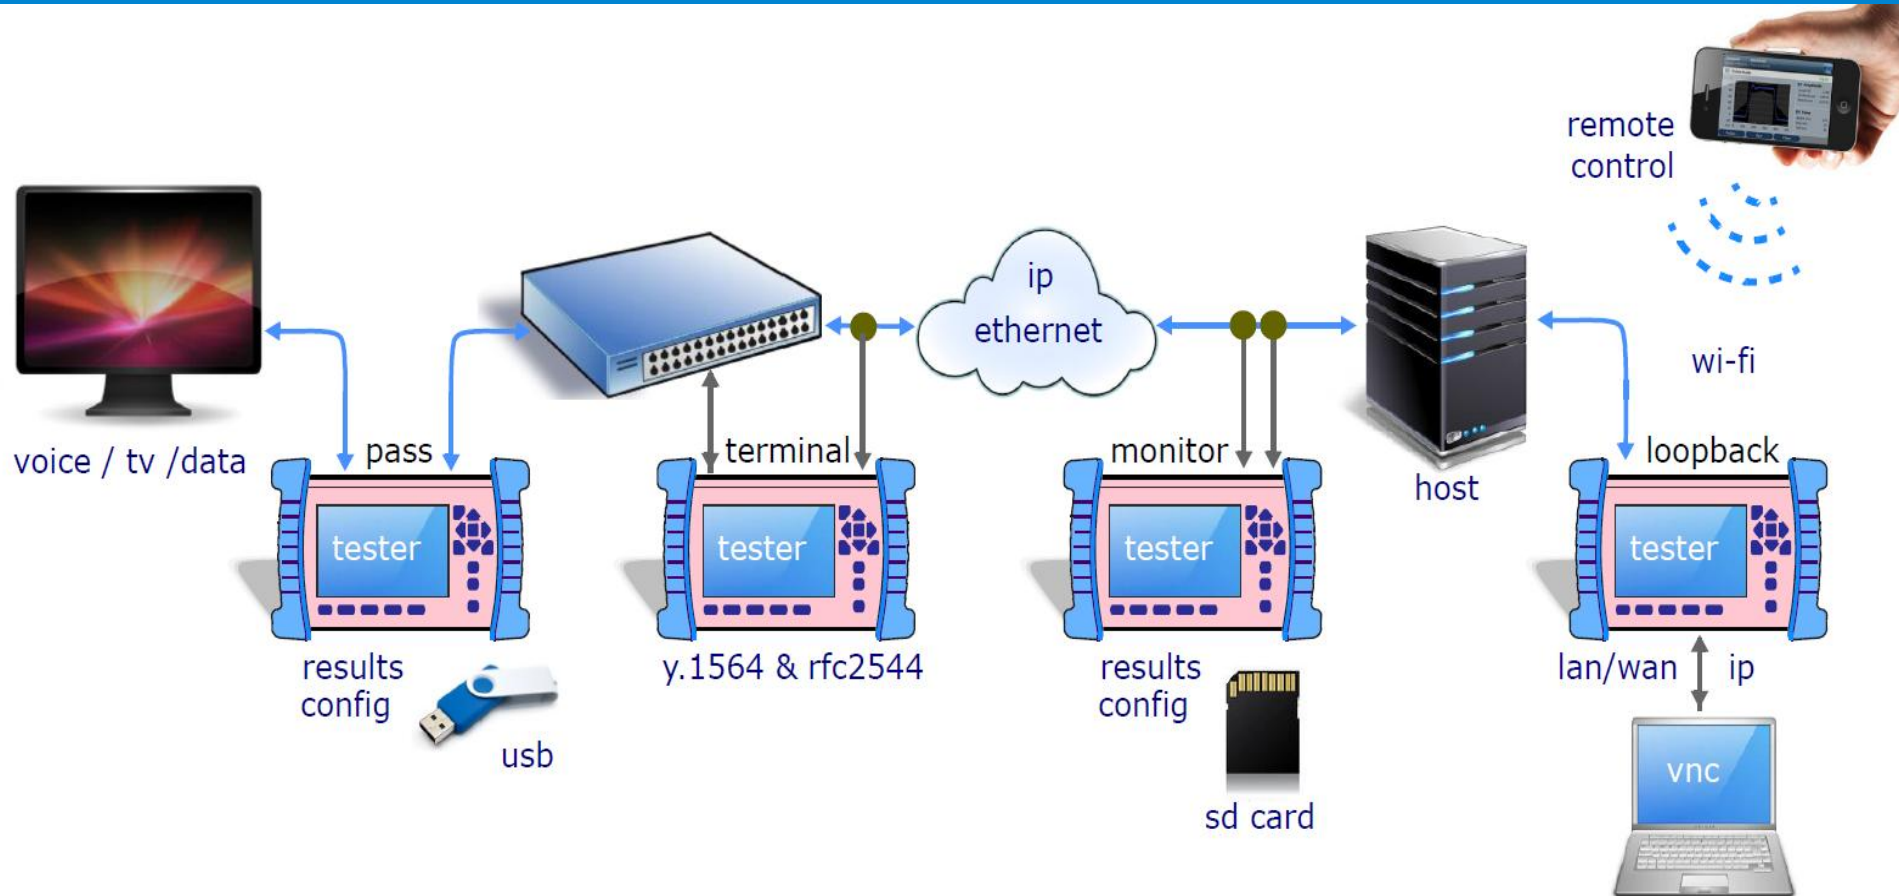 remote
control
ip
ethernet
wi-fi
voice / tv /data
pass
terminal
monitor
host
loopback
tester
tester
tester
tester
results
config
usb
y.1564 & rfc2544
results
config
sd card
lan/wan
ip
vnc